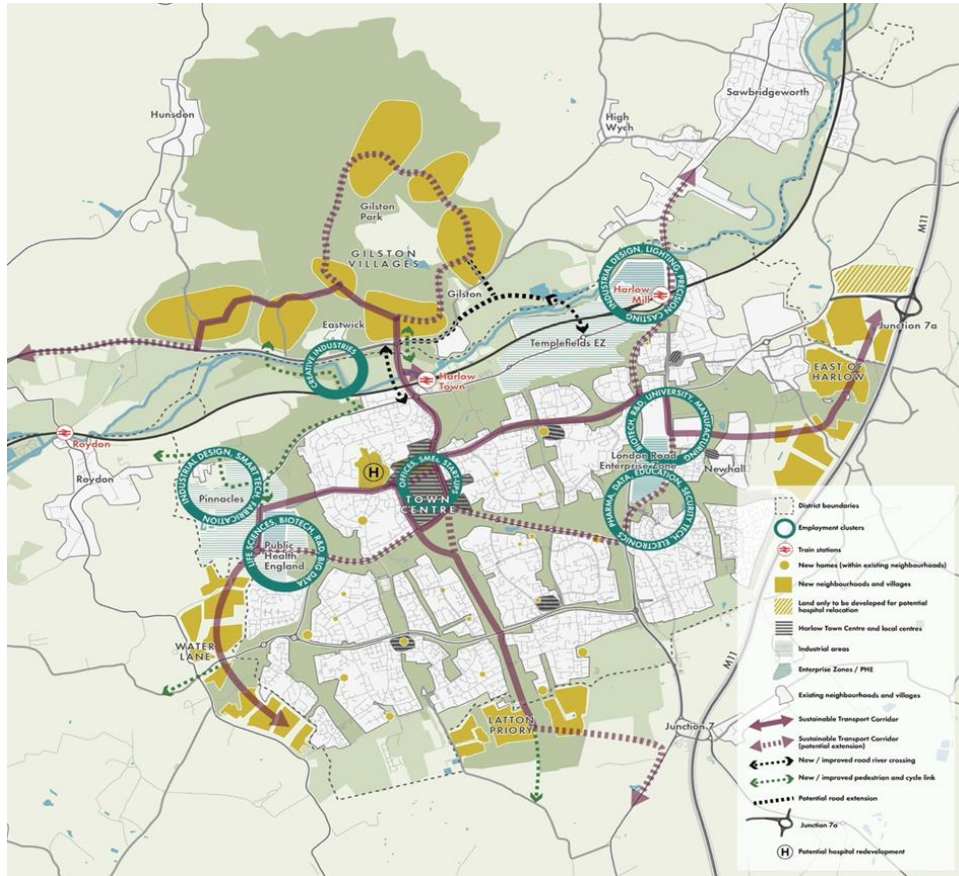 Hunsdon
Sawbridgeworth
High
Wych
M11
Gilston
Park
GILSTON
VILLAGES
Gilston
INDUSTRIAL DESIGN, LIGHTING, PRECISION CASTING
Harlow
Mill
Junction 7a
Eastwick
CREATIVE INDUSTRIES
Templefields EZ
EAST OF
HARLOW
Harlow
Town
Roydon
Roydon
BIOTECH, R&D, UNIVERSITY, MANUFACTURING
London Road
Enterprise Zone
Newhall
H
OFFICES, SMES, START-UPS
TOWN
CENTRE
INDUSTRIAL DESIGN, SMART TECH, FABRICATION
Pinnacles
PHARMA, DATA, EDUCATION, SECURITY TECH, ELECTRONICS
LIFE SCIENCES, BIOTECH, R&D, BIG DATA
Public
Health
England
WATER
LANE
LATTON
PRIORY
Junction 7
M11
District boundaries
Employment clusters
Train stations
New homes (within existing neighbourhoods)
New neighbourhoods and villages
Land only to be developed for potential
hospital relocation
Harlow Town Centre and local centres
Industrial areas
Enterprise Zones / PHE
Existing neighbourhoods and villages
Sustainable Transport Corridor
Sustainable Transport Corridor
(potential extension)
New / improved road river crossing
New / improved pedestrian and cycle link
Potential road extension
Junction 7a
H
Potential hospital redevelopment